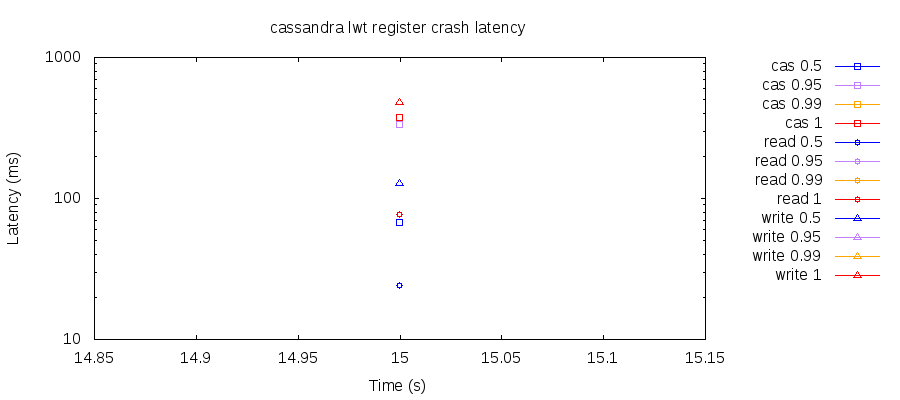 cassandra lwt register crash latency
1000
100
10
Latency (ms)
14.85
14.9
14.95
15
15.05
15.1
15.15
Time (s)
cas 0.5
cas 0.95
cas 0.99
cas 1
read 0.5
read 0.95
read 0.99
read 1
write 0.5
write 0.95
write 0.99
write 1